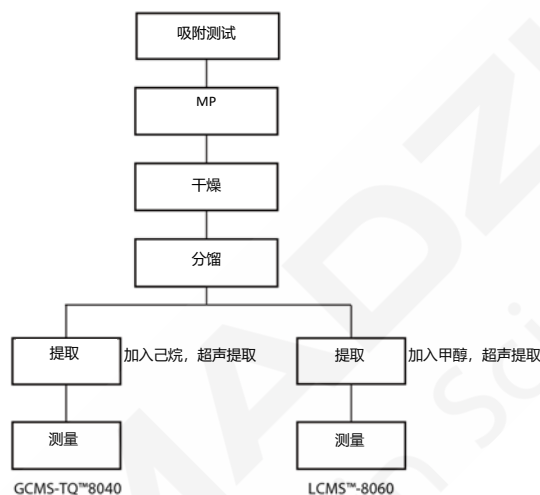 吸附测试
MP
干燥
分馏
提取 加入己烷，超声提取 提取 加入甲醇，超声提取
测量 测量
GCMS-TQ™8040 LCMS™-8060